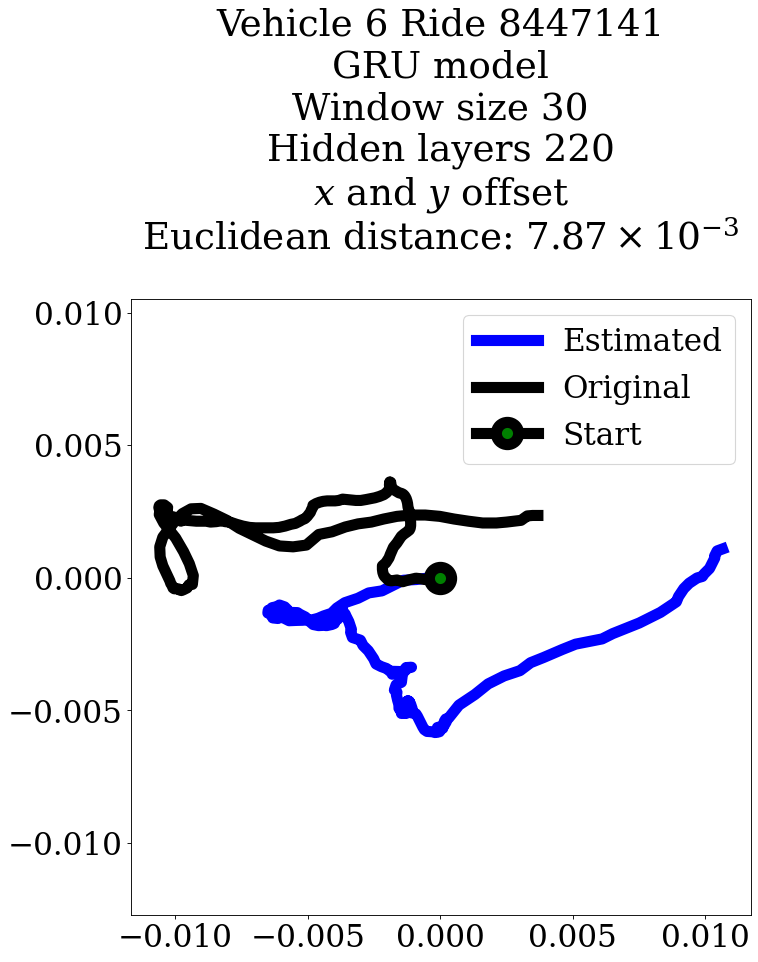 Vehicle 6 Ride 8447141
GRU model
Window size 30
Hidden layers 220
x and y offset
Euclidean distance: 7.87 × 10⁻³
Estimated
Original
Start
0.010
0.005
0.000
−0.005
−0.010
−0.010 −0.005 0.000 0.005 0.010